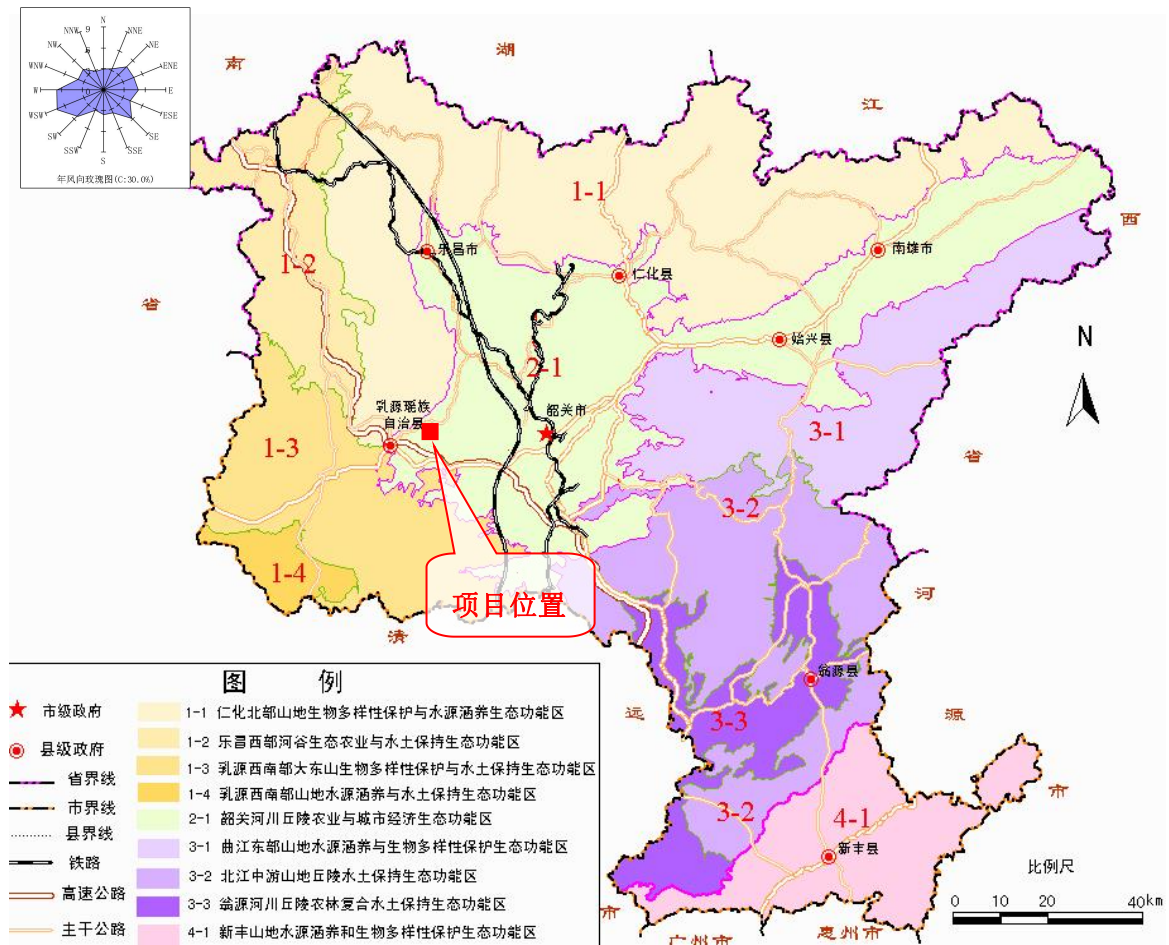 N
NNW
NNE
NW
NE
WNW
ENE
W
E
WSW
ESE
SW
SE
SSW
SSE
S
9
6
3
0
年风向玫瑰图(C:30.0%)
湖
南
江
西
省
1-1
乐昌市
仁化县
南雄市
1-2
始兴县
N
2-1
乳源瑶族
自治县
韶关市
1-3
3-1
省
3-2
1-4
项目位置
清
河
翁源县
远
源
3-3
3-2
4-1
市
新丰县
市
广州市
惠州市
比例尺
0 10 20 40km
图 例
市级政府
县级政府
省界线
市界线
县界线
铁路
高速公路
主干公路
1-1 仁化北部山地生物多样性保护与水源涵养生态功能区
1-2 乐昌西部河谷生态农业与水土保持生态功能区
1-3 乳源西南部大东山生物多样性保护与水土保持生态功能区
1-4 乳源西南部山地水源涵养与水土保持生态功能区
2-1 韶关河川丘陵农业与城市经济生态功能区
3-1 曲江东部山地水源涵养与生物多样性保护生态功能区
3-2 北江中游山地丘陵水土保持生态功能区
3-3 翁源河川丘陵农林复合水土保持生态功能区
4-1 新丰山地水源涵养和生物多样性保护生态功能区